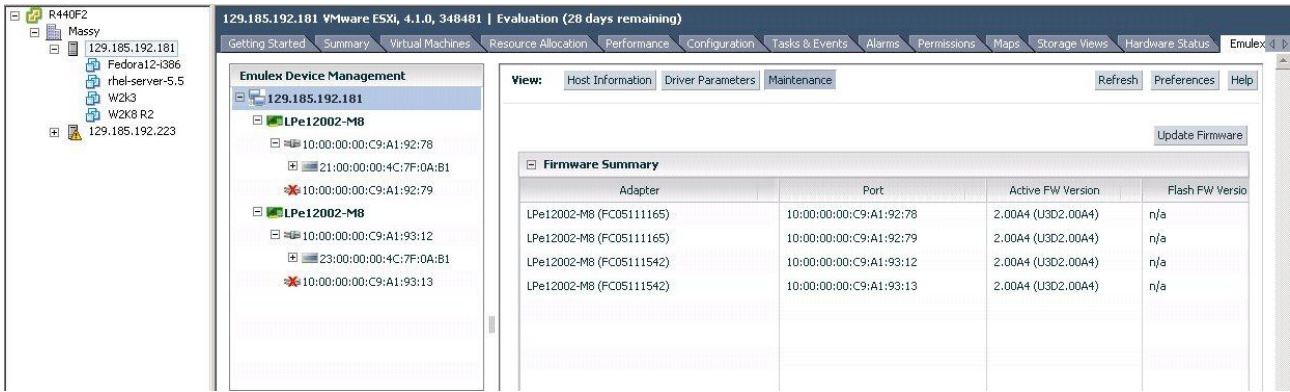 R440F2
Massy
129.185.192.181
Fedora12-i386
rhel-server-5.5
W2k3
W2K8 R2
129.185.192.223
129.185.192.181 VMware ESXi, 4.1.0, 348481 | Evaluation (28 days remaining)
Getting Started Summary Virtual Machines Resource Allocation Performance Configuration Tasks & Events Alarms Permissions Maps Storage Views Hardware Status Emulex
Emulex Device Management
129.185.192.181
LPe12002-M8
10:00:00:00:C9:A1:92:78
21:00:00:00:4C:7F:0A:B1
10:00:00:00:C9:A1:92:79
LPe12002-M8
10:00:00:00:C9:A1:93:12
23:00:00:00:4C:7F:0A:B1
10:00:00:00:C9:A1:93:13
View: Host Information Driver Parameters Maintenance Refresh Preferences Help
Update Firmware
Firmware Summary
Adapter Port Active FW Version Flash FW Versio
LPe12002-M8 (FC05111165) 10:00:00:00:C9:A1:92:78 2.00A4 (U3D2.00A4) n/a
LPe12002-M8 (FC05111165) 10:00:00:00:C9:A1:92:79 2.00A4 (U3D2.00A4) n/a
LPe12002-M8 (FC05111542) 10:00:00:00:C9:A1:93:12 2.00A4 (U3D2.00A4) n/a
LPe12002-M8 (FC05111542) 10:00:00:00:C9:A1:93:13 2.00A4 (U3D2.00A4) n/a